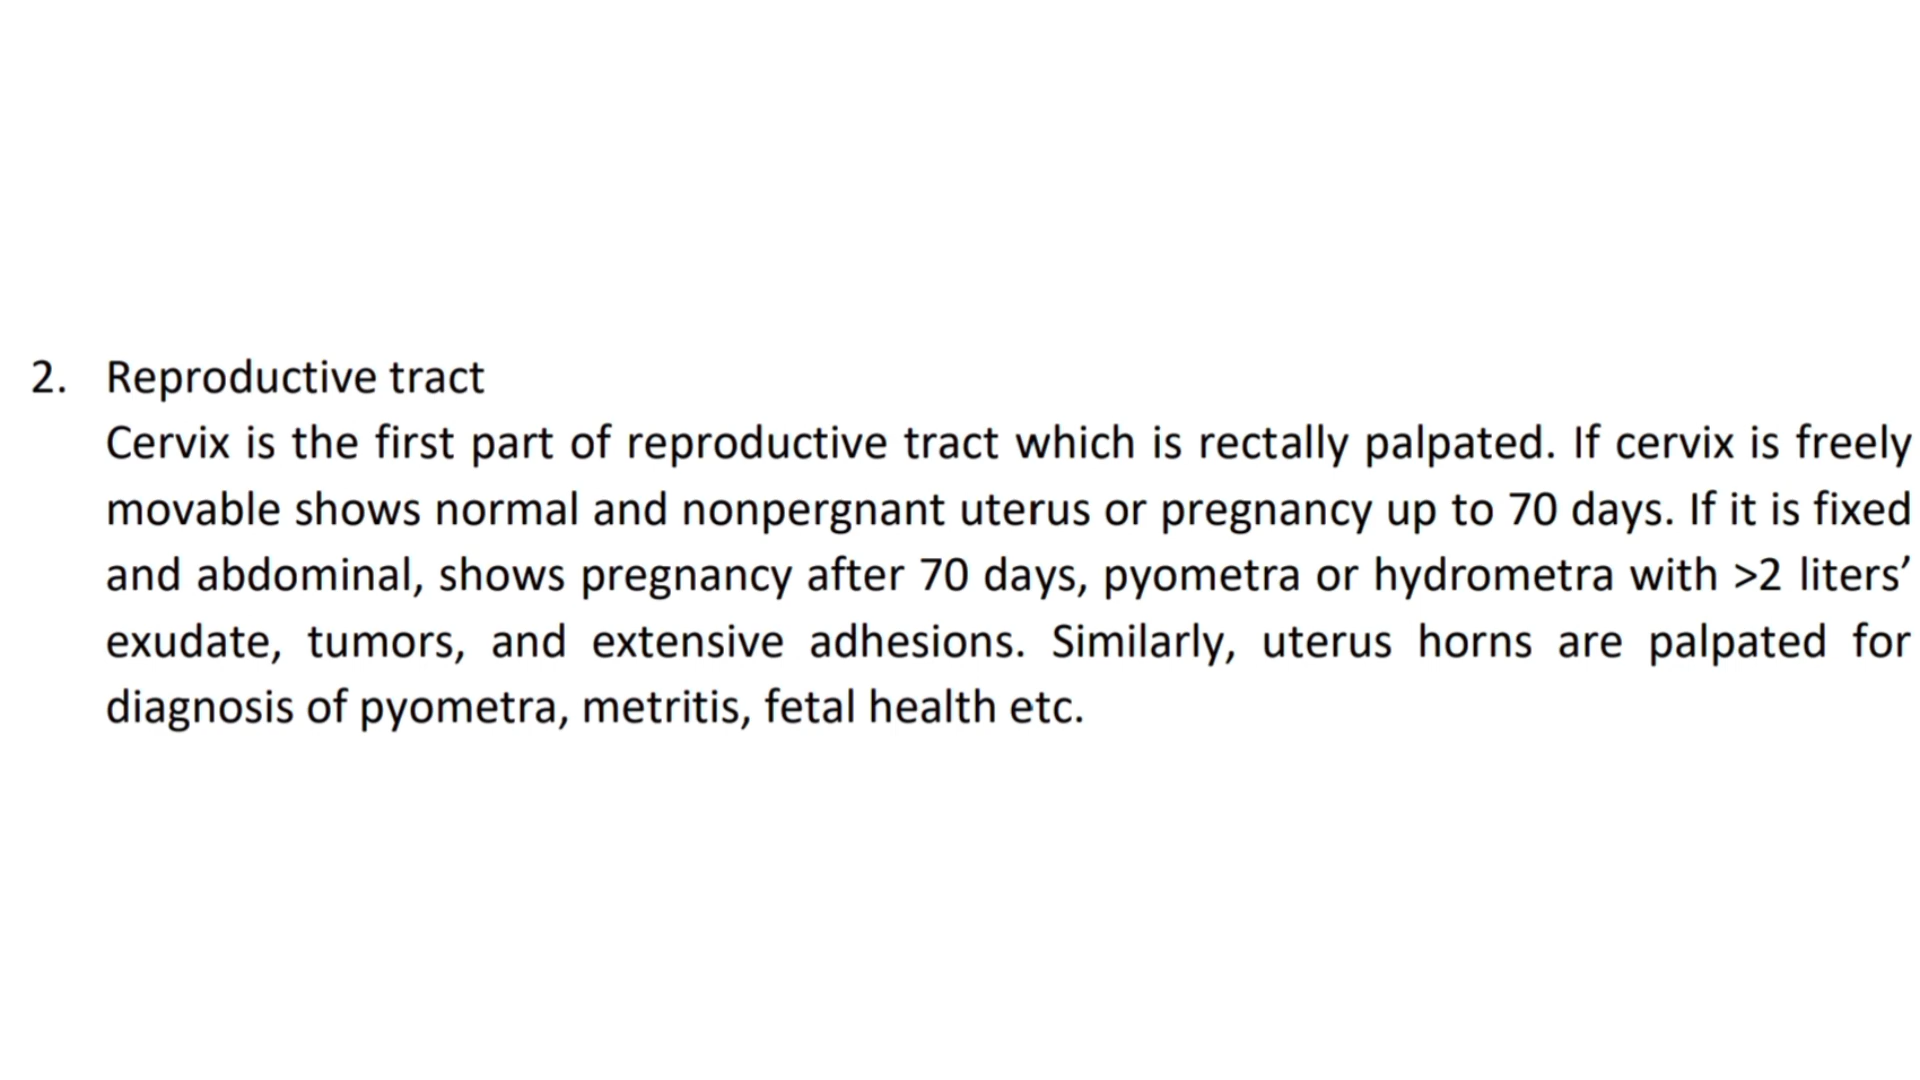 2. Reproductive tract
Cervix is the first part of reproductive tract which is rectally palpated. If cervix is freely
movable shows normal and nonpergnant uterus or pregnancy up to 70 days. If it is fixed
and abdominal, shows pregnancy after 70 days, pyometra or hydrometra with >2 liters’
exudate, tumors, and extensive adhesions. Similarly, uterus horns are palpated for
diagnosis of pyometra, metritis, fetal health etc.